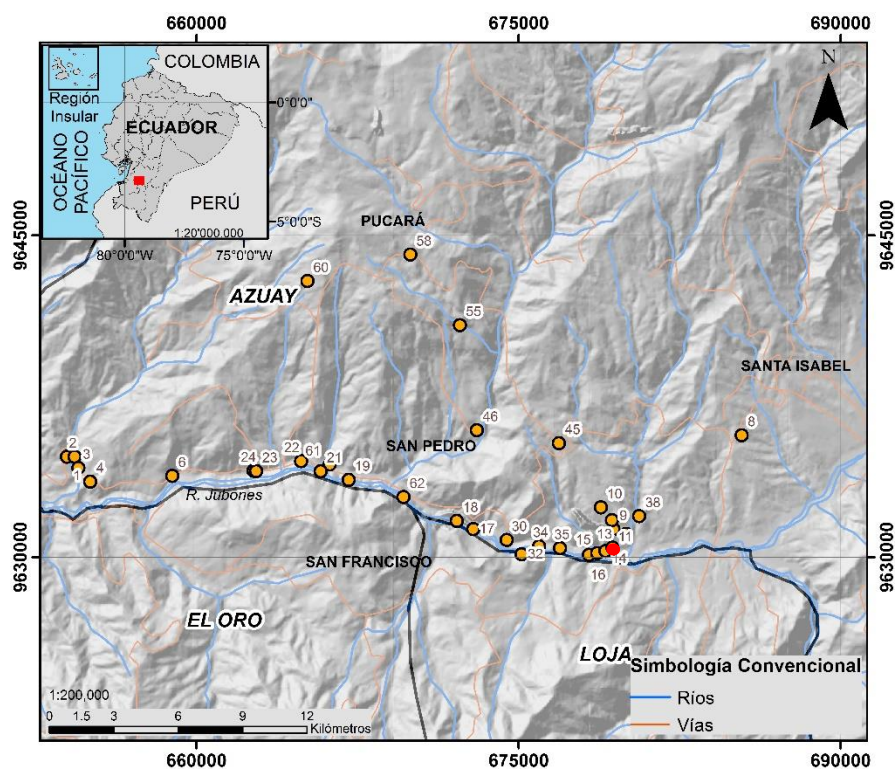 660000
675000
690000
COLOMBIA
Región
Insular
0°0'0"
ECUADOR
OCÉANO
PACÍFICO
PERÚ
5°0'0"S
1:20'000.000
80°0'0"W
75°0'0"W
N
9645000
9645000
PUCARÁ
58
60
AZUAY
55
SANTA ISABEL
46
45
8
SAN PEDRO
2
3
1
4
6
24
23
22
61
21
19
R. Jubones
62
10
38
9
18
17
30
34
35
15
13
11
14
32
16
9630000
9630000
SAN FRANCISCO
EL ORO
LOJA
Simbología Convencional
Ríos
Vías
1:200,000
0 1.5 3 6 9 12
Kilómetros
660000
675000
690000